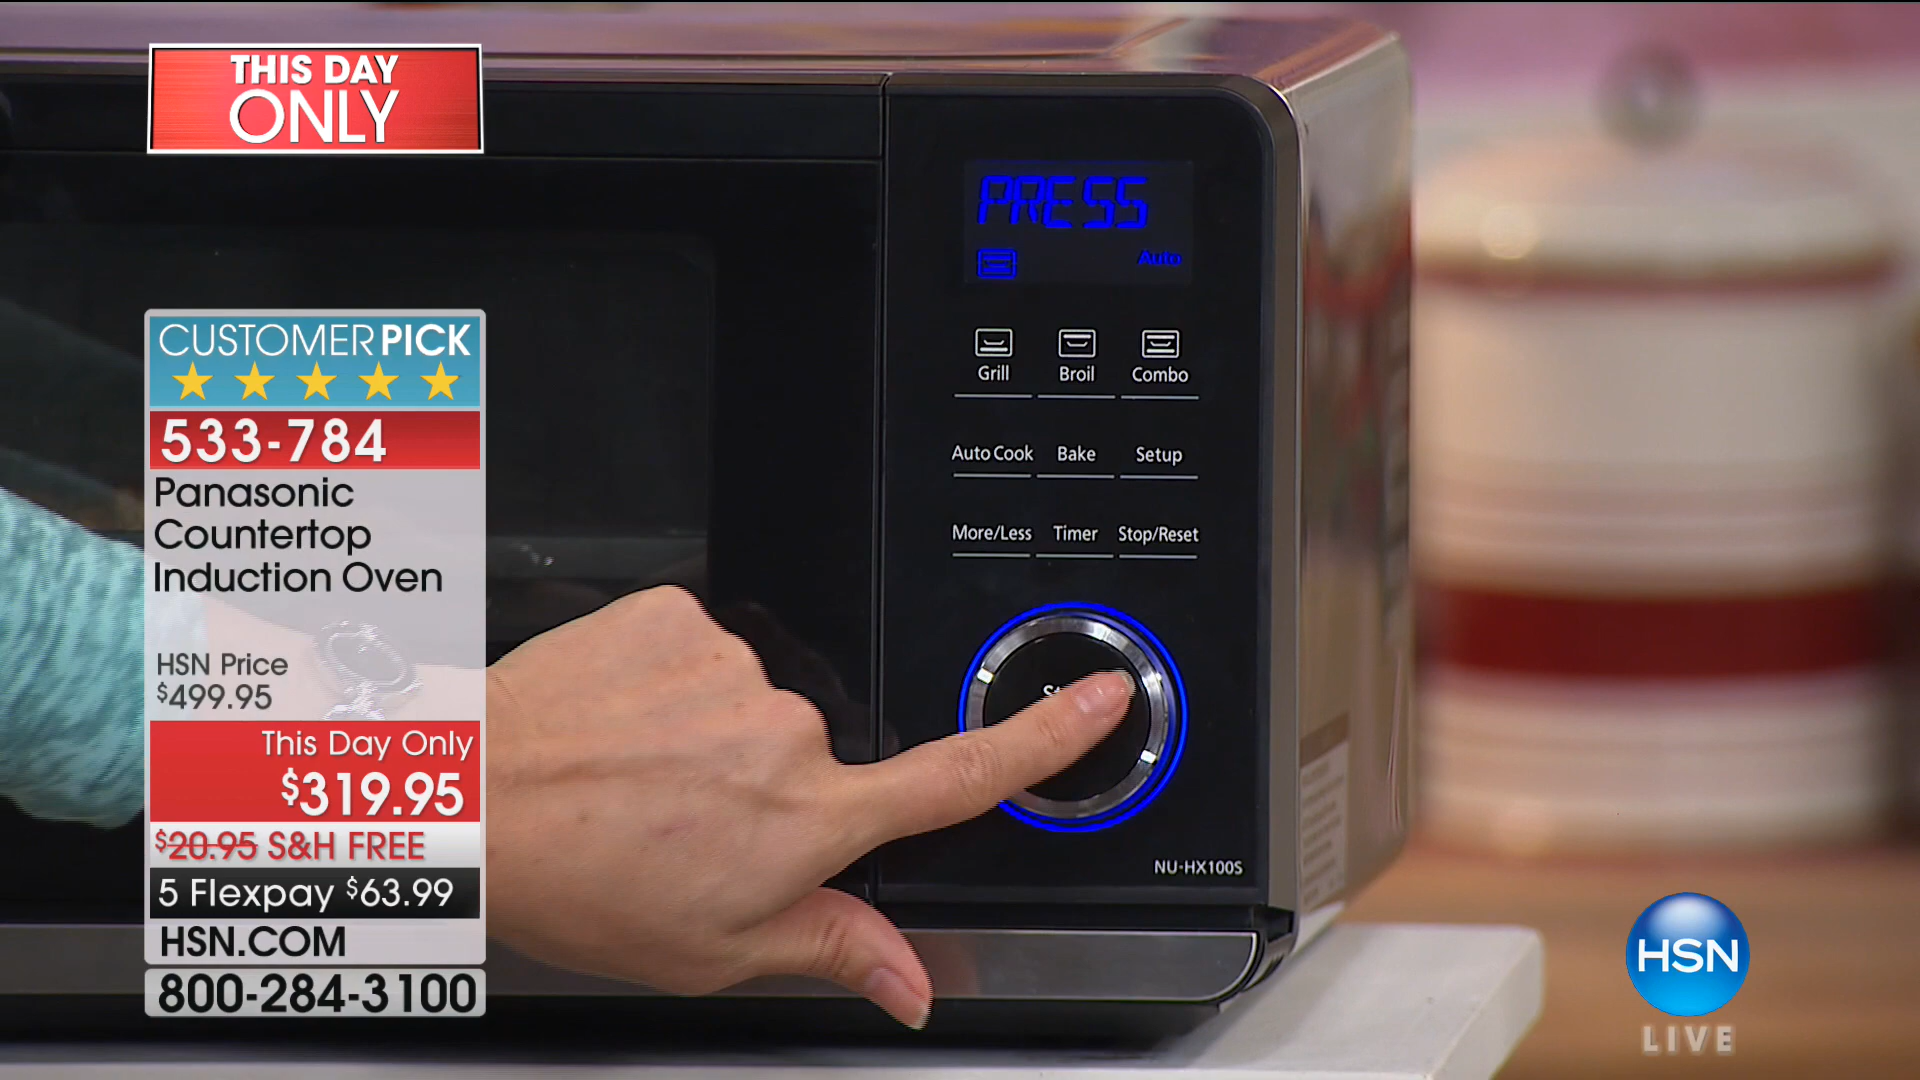 THIS DAY
ONLY
CUSTOMER PICK
533-784
Panasonic
Countertop
Induction Oven
HSN Price
$499.95
This Day Only
$319.95
$20.95 S&H FREE
5 Flexpay $63.99
HSN.COM
800-284-3100
PRESS
Auto
Grill Broil Combo
Auto Cook Bake Setup
More/Less Timer Stop/Reset
NU-HX100S
HSN
LIVE